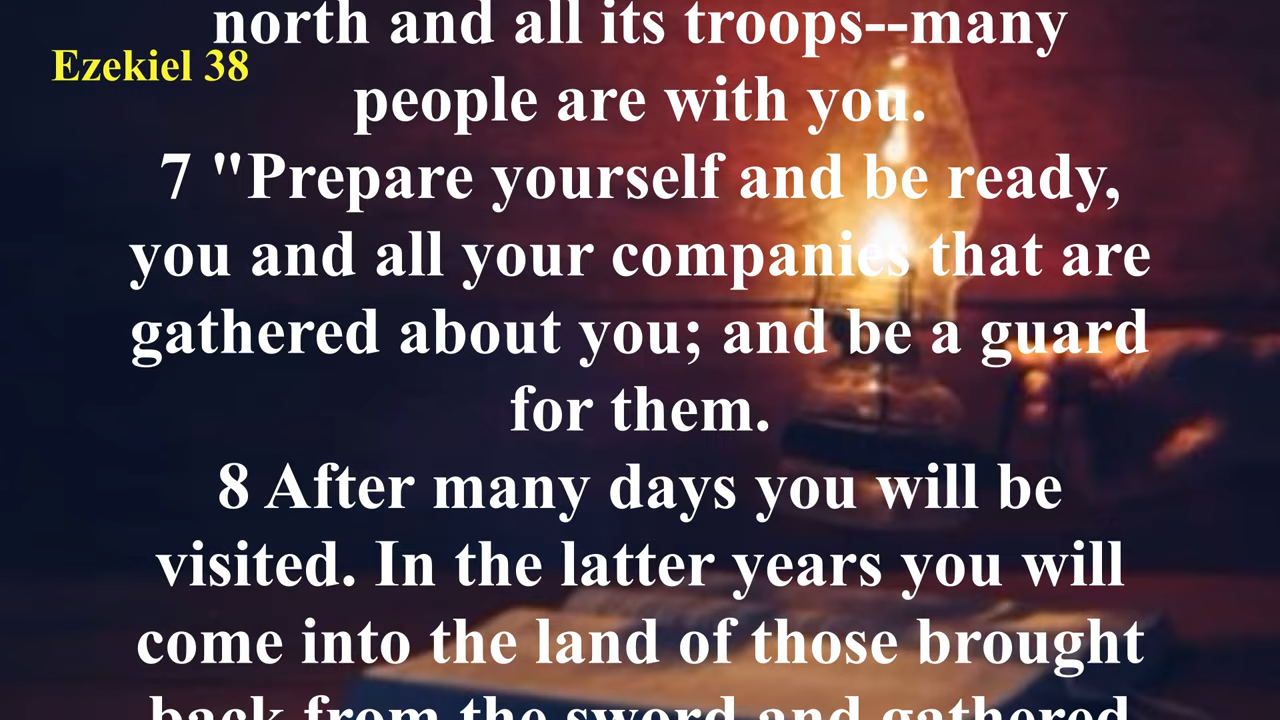 north and all its troops--many
Ezekiel 38
people are with you.
7 "Prepare yourself and be ready,
you and all your companies that are
gathered about you; and be a guard
for them.
8 After many days you will be
visited. In the latter years you will
come into the land of those brought
back from the sword and gathered